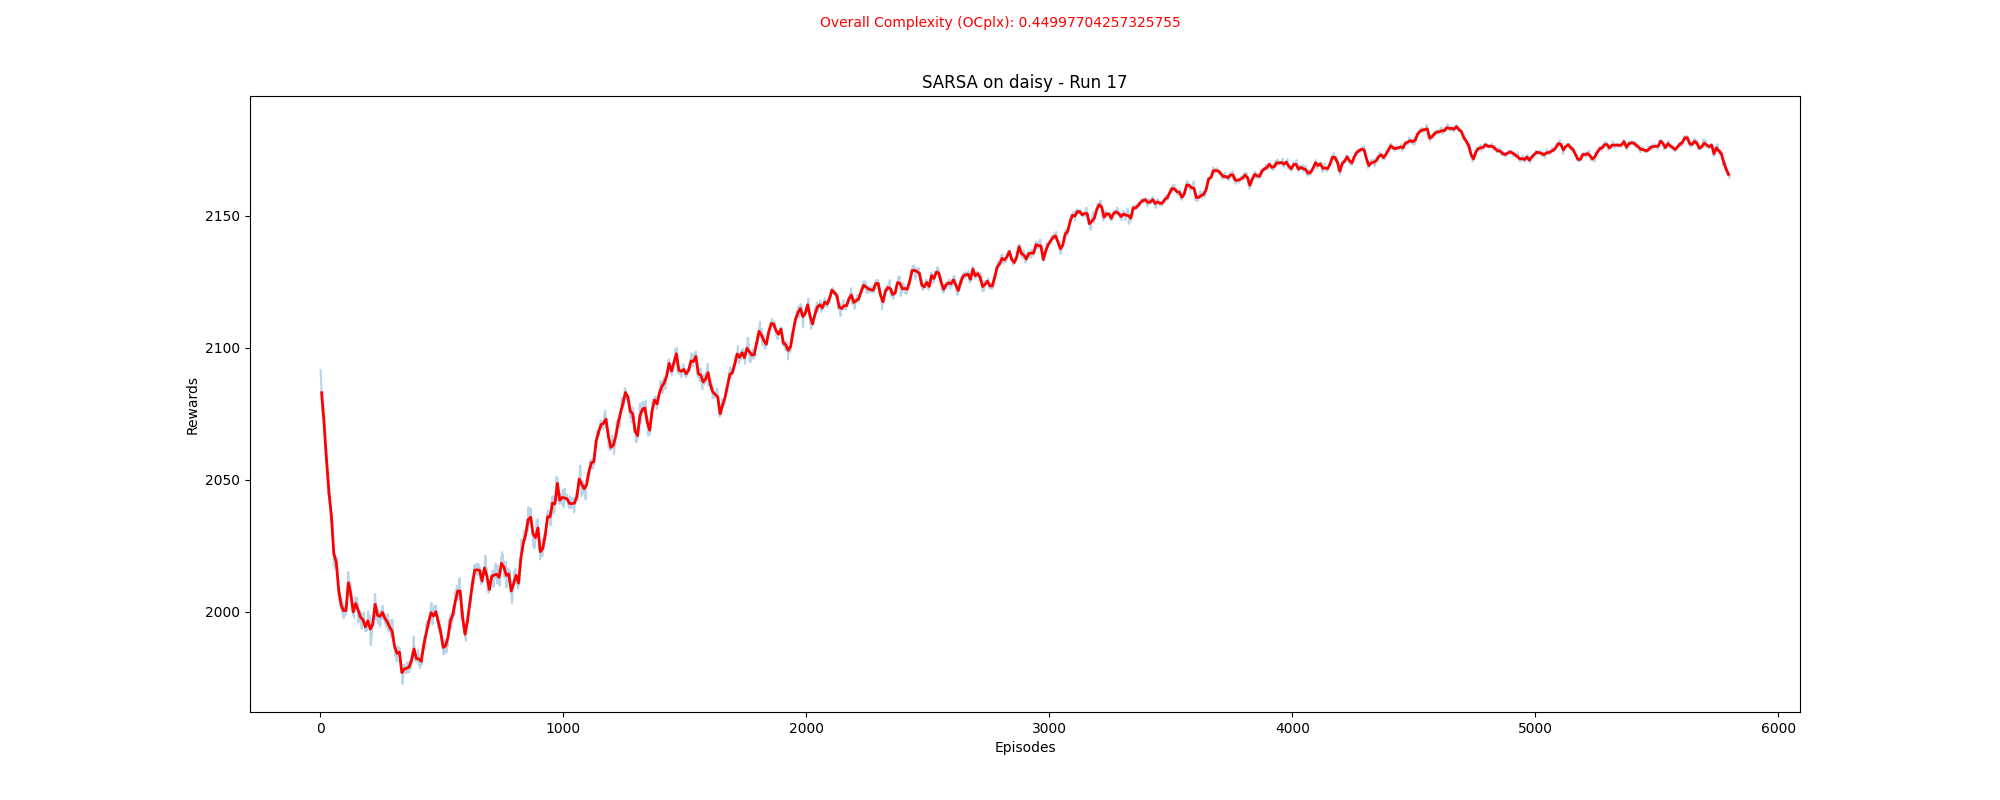 Overall Complexity (OCplx): 0.44997704257325755
SARSA on daisy - Run 17
Rewards
2150
2100
2050
2000
0 1000 2000 3000 4000 5000 6000
Episodes